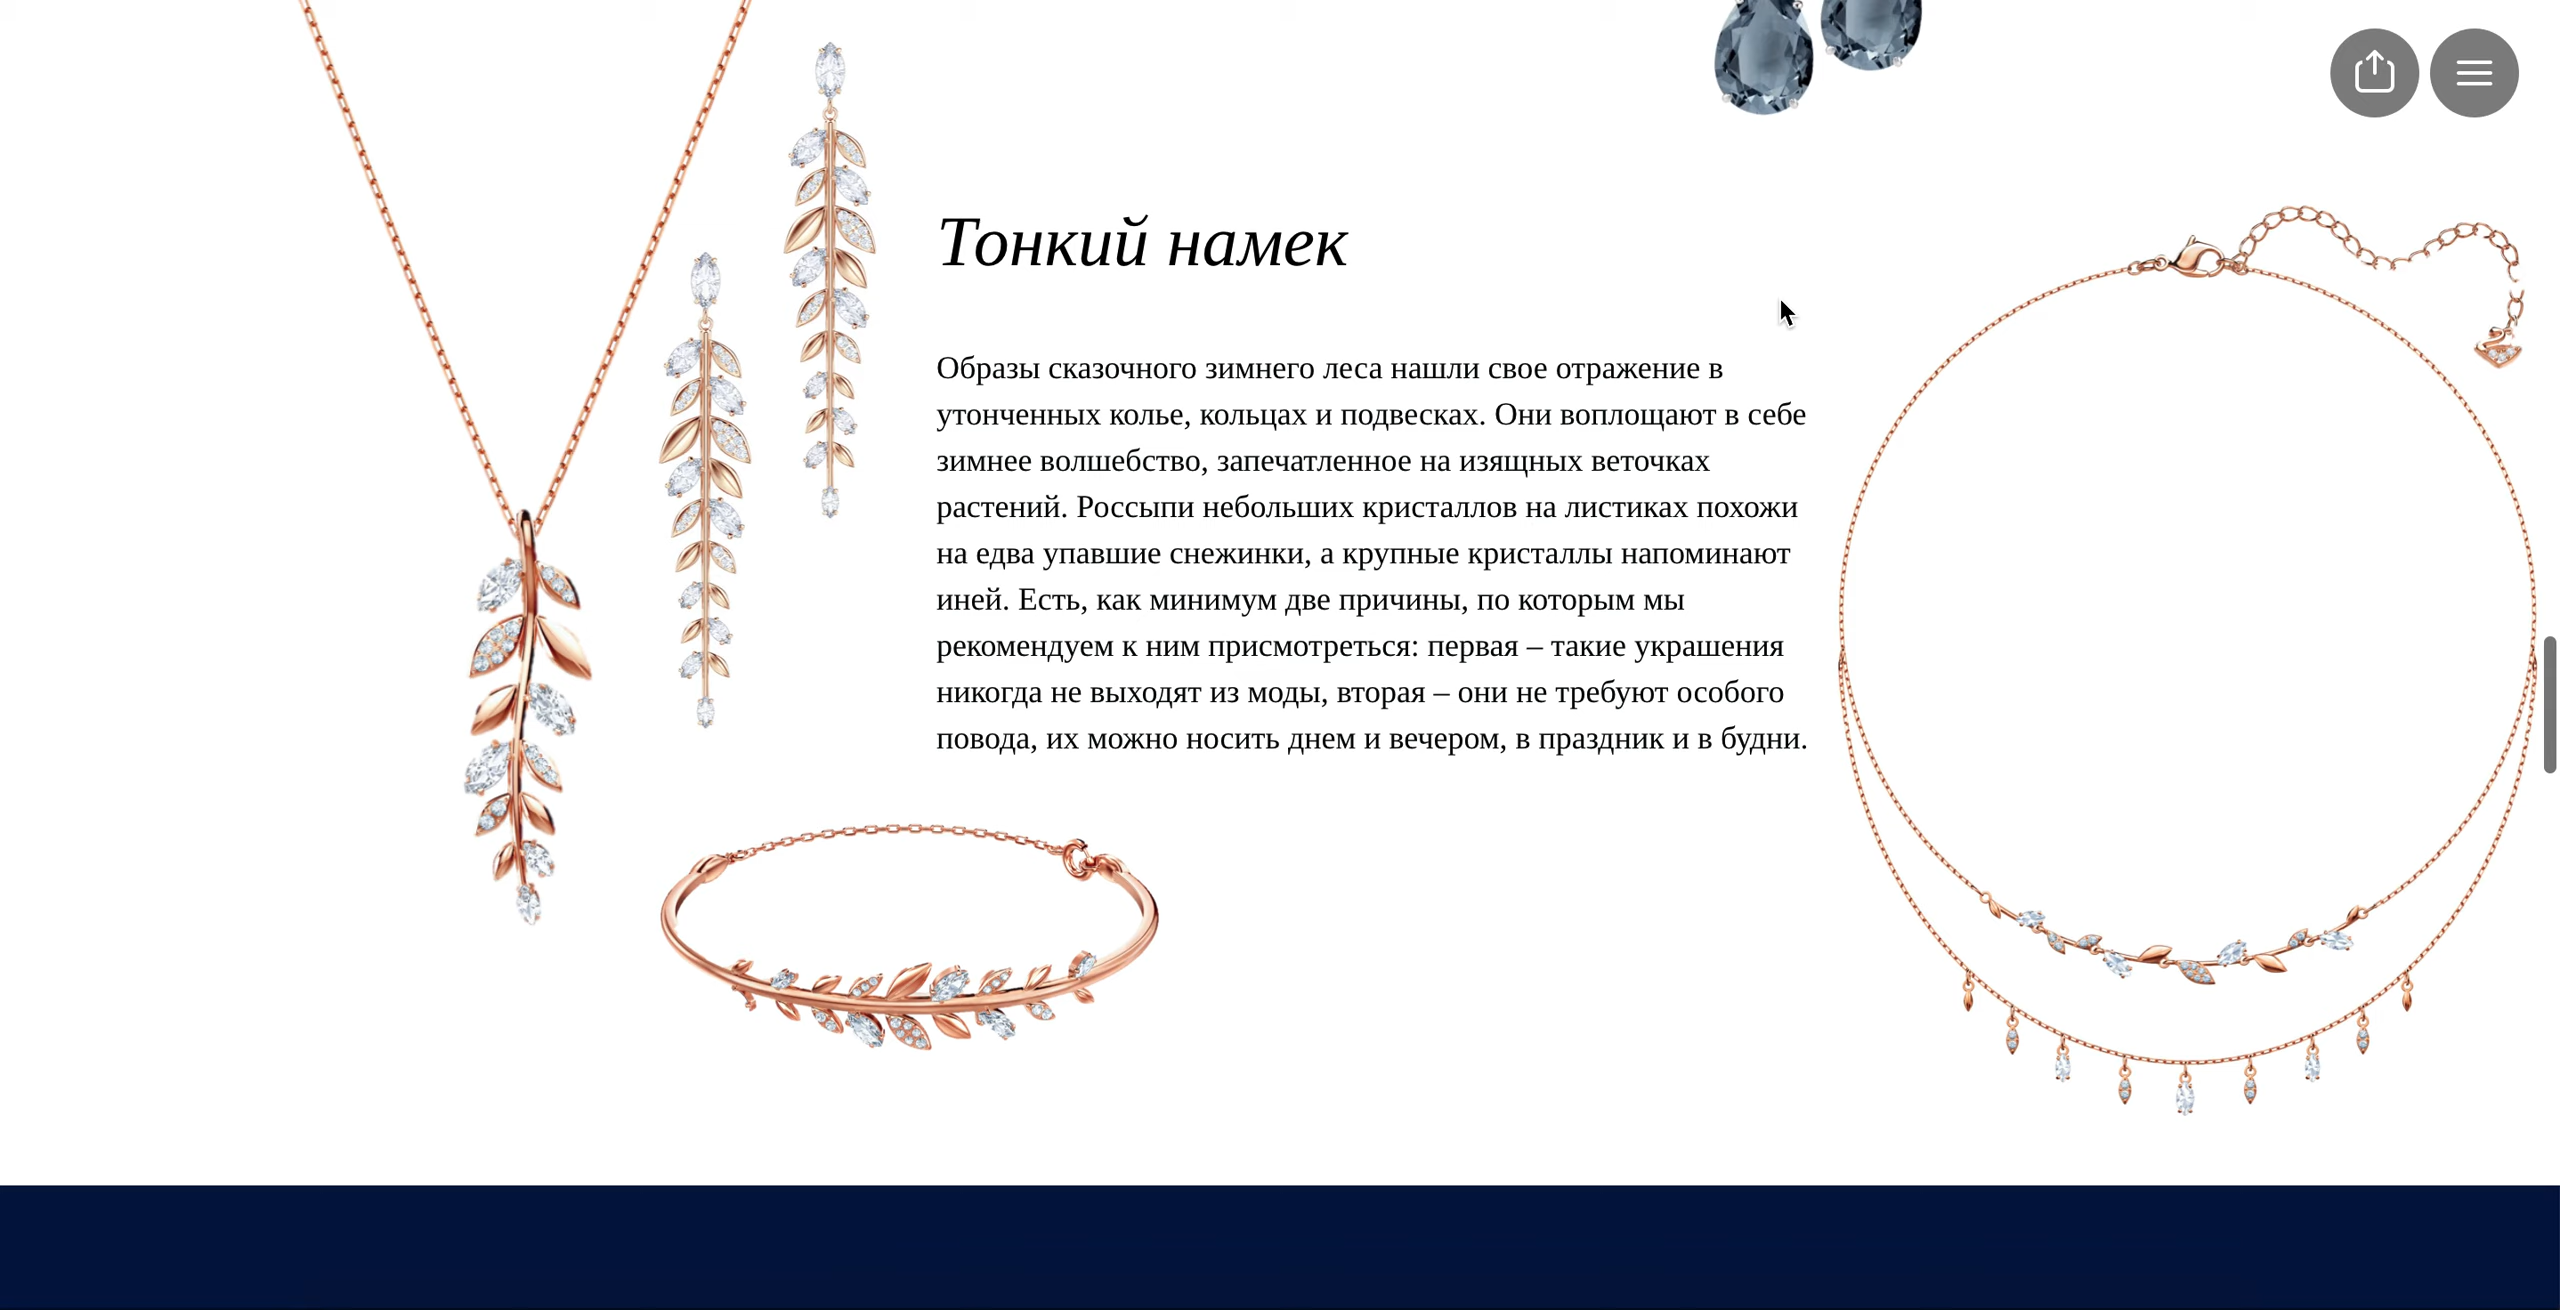 Тонкий намек
Образы сказочного зимнего леса нашли свое отражение в
утонченных колье, кольцах и подвесках. Они воплощают в себе
зимнее волшебство, запечатленное на изящных веточках
растений. Россыпи небольших кристаллов на листиках похожи
на едва упавшие снежинки, а крупные кристаллы напоминают
иней. Есть, как минимум две причины, по которым мы
рекомендуем к ним присмотреться: первая – такие украшения
никогда не выходят из моды, вторая – они не требуют особого
повода, их можно носить днем и вечером, в праздник и в будни.